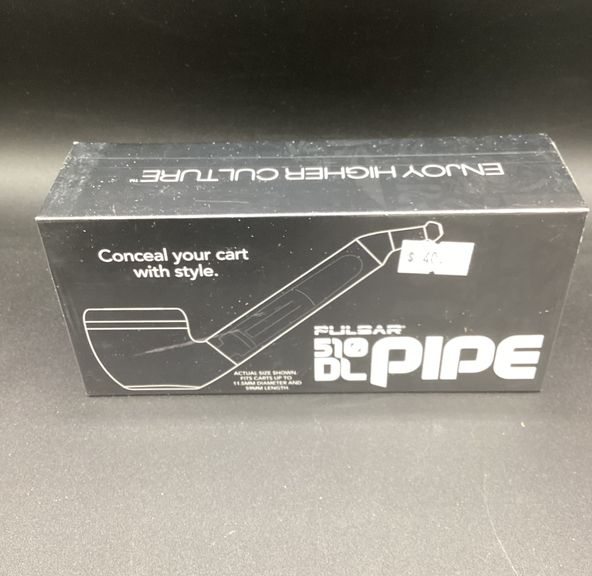 ENJOY HIGHER CULTURE™
Conceal your cart
with style.
$ 40.
PULSAR
510
DL PIPE
ACTUAL SIZE SHOWN.
FITS CARTS UP TO
11.5MM DIAMETER AND
59MM LENGTH.